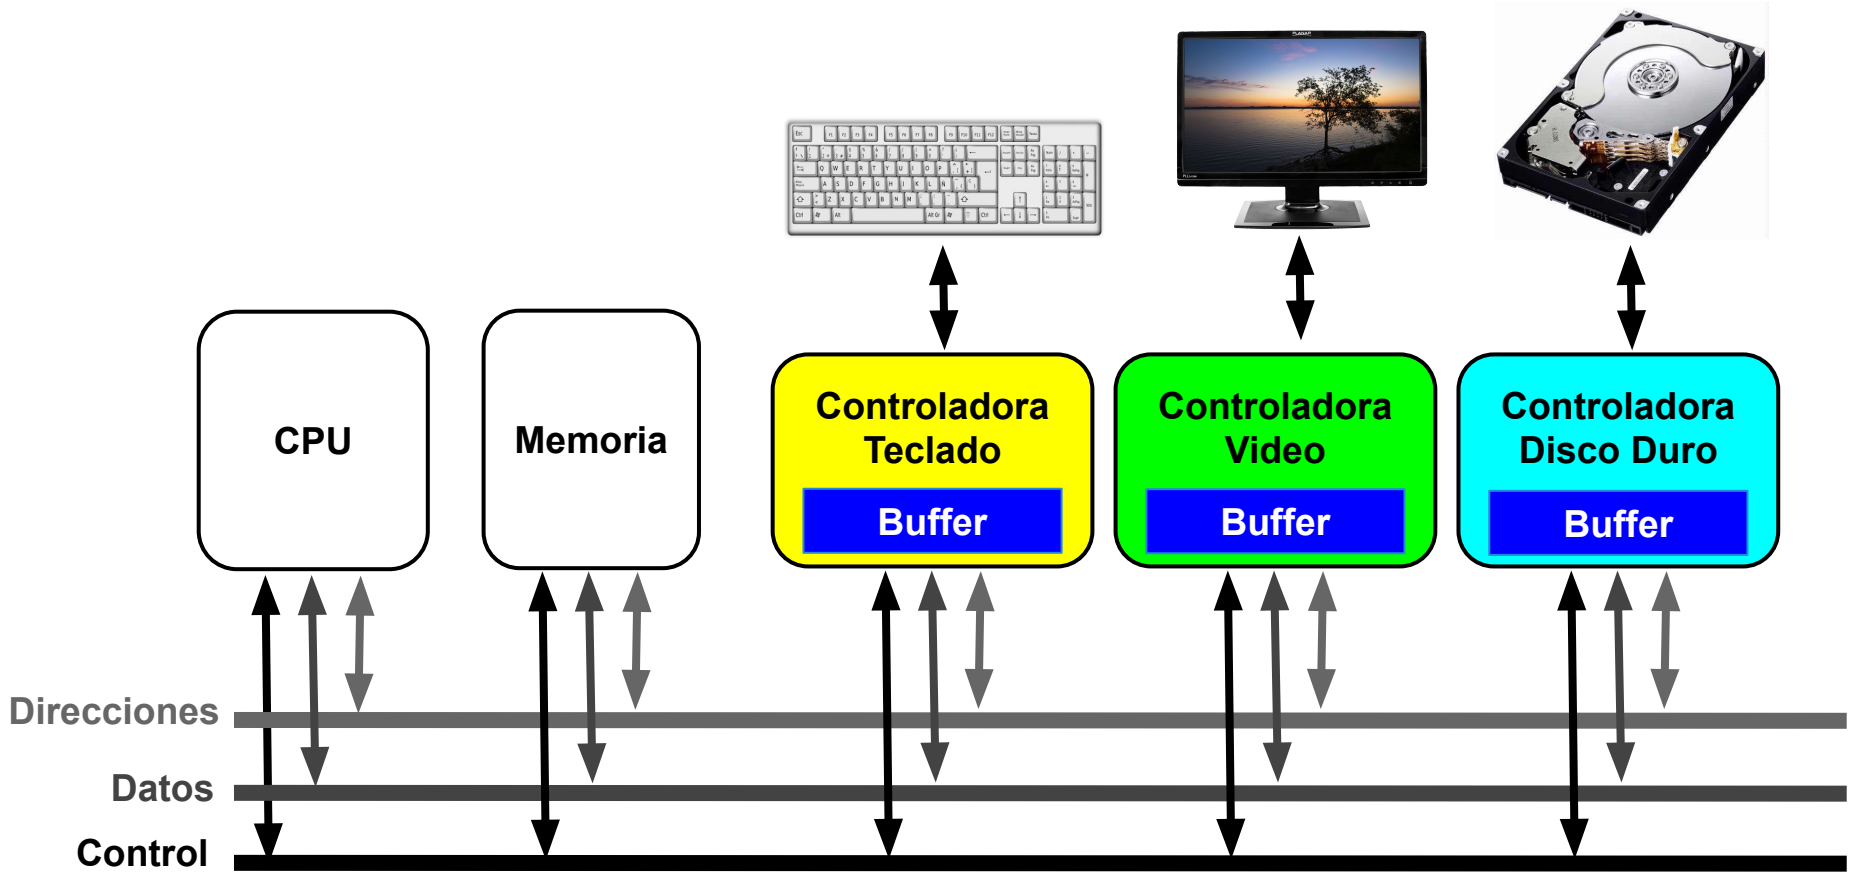 CPU
Memoria
Controladora
Teclado
Buffer
Controladora
Video
Buffer
Controladora
Disco Duro
Buffer
Direcciones
Datos
Control